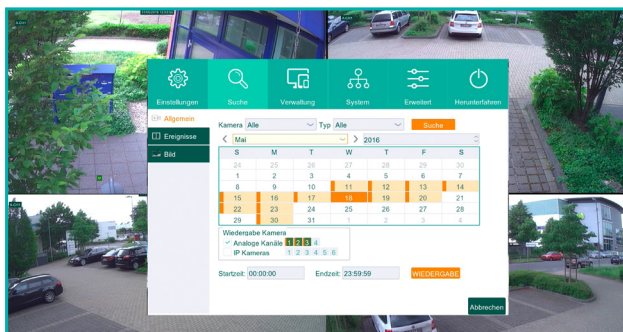 Einstellungen Suche Verwaltung System Erweitert Herunterfahren
Allgemein
Ereignisse
Bild
Kamera Alle Typ Alle Suche
Mai 2016
S M T W T F S
24 25 26 27 28 29 30
1 2 3 4 5 6 7
8 9 10 11 12 13 14
15 16 17 18 19 20 21
22 23 24 25 26 27 28
29 30 31 1 2 3 4
Wiedergabe Kamera
Analoge Kanäle 1 2 3 4
IP Kameras 1 2 3 4 5 6
Startzeit: 00:00:00 Endzeit: 23:59:59 WIEDERGABE
Abbrechen